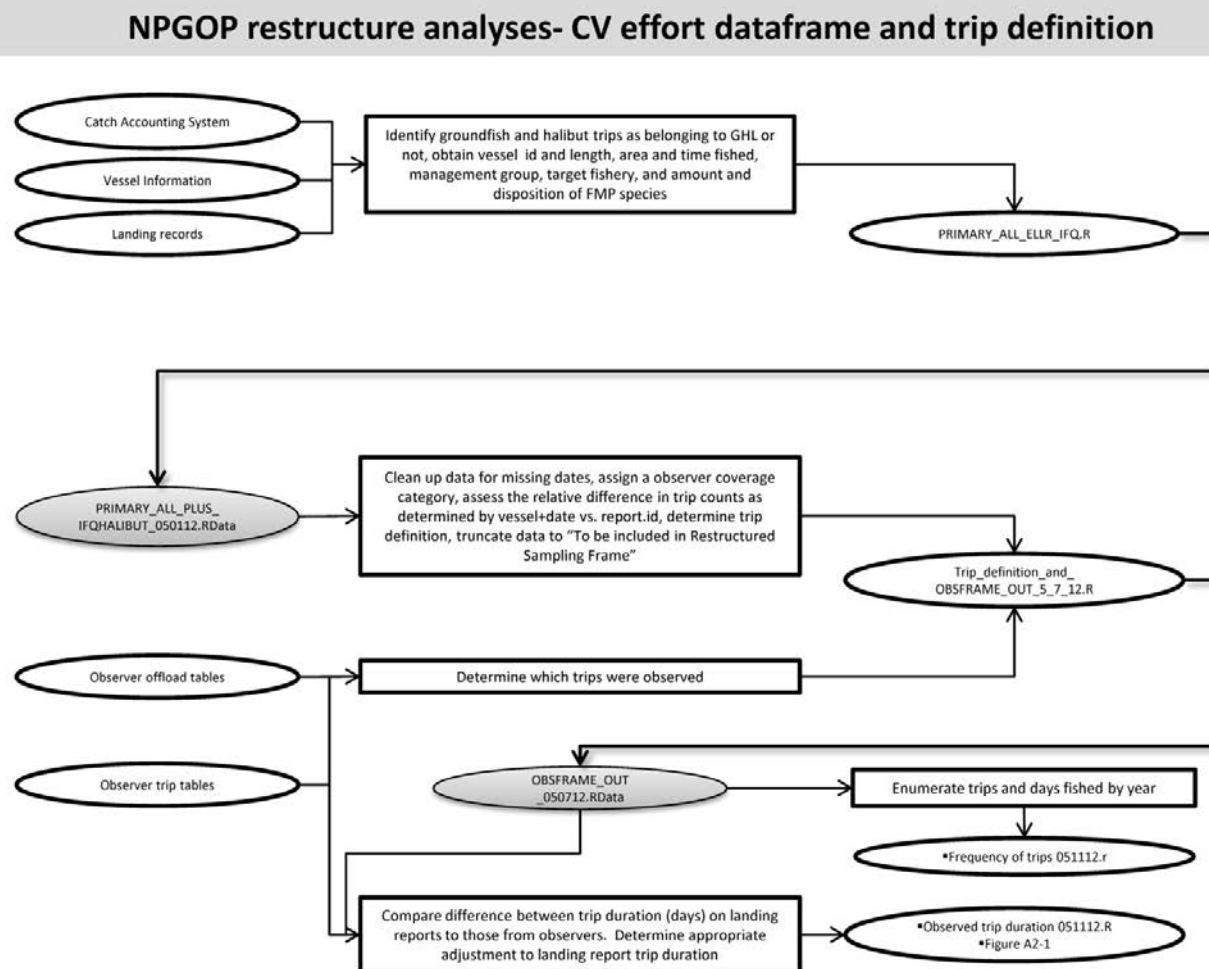 NPGOP restructure analyses- CV effort dataframe and trip definition
Catch Accounting System
Vessel Information
Landing records
Identify groundfish and halibut trips as belonging to GHL or
not, obtain vessel id and length, area and time fished,
management group, target fishery, and amount and
disposition of FMP species
PRIMARY_ALL_ELLR_IFQ.R
PRIMARY_ALL_PLUS_
IFQHALIBUT_050112.RData
Clean up data for missing dates, assign a observer coverage
category, assess the relative difference in trip counts as
determined by vessel+date vs. report.id, determine trip
definition, truncate data to “To be included in Restructured
Sampling Frame”
Trip_definition_and_
OBSFRAME_OUT_5_7_12.R
Observer offload tables
Determine which trips were observed
Observer trip tables
OBSFRAME_OUT
_050712.RData
Enumerate trips and days fished by year
▪Frequency of trips 051112.r
Compare difference between trip duration (days) on landing
reports to those from observers. Determine appropriate
adjustment to landing report trip duration
▪Observed trip duration 051112.R
▪Figure A2-1